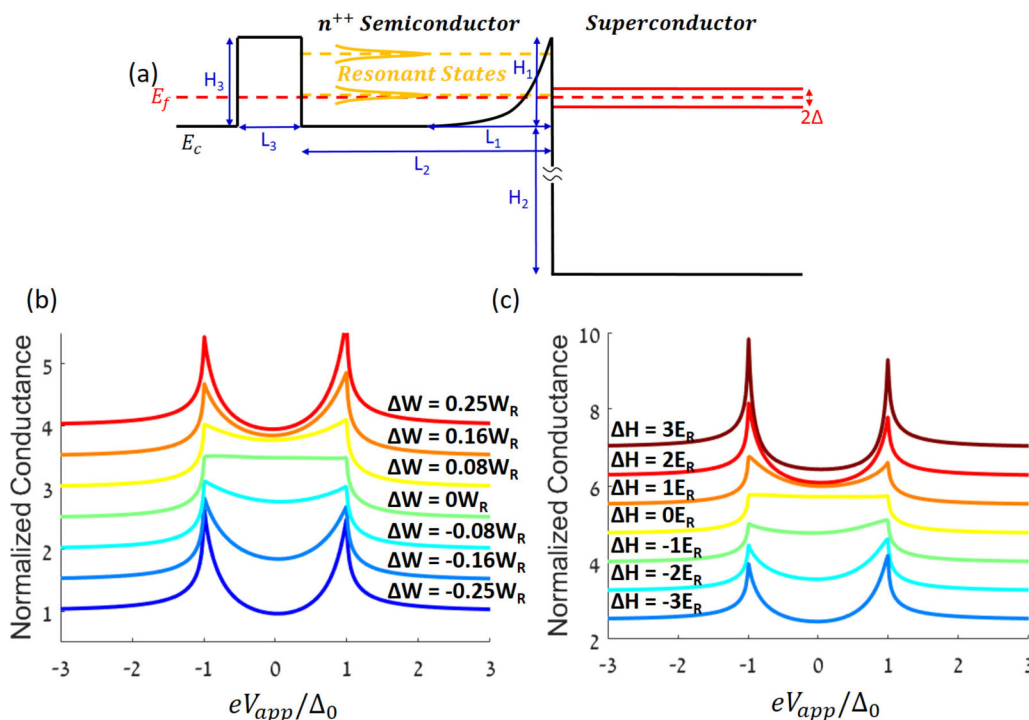 n⁺⁺ Semiconductor
Superconductor
(a)
H₃
Resonant States
H₁
E_f
2Δ
E_c
L₃
L₁
L₂
H₂
(b)
Normalized Conductance
5
4
3
2
1
ΔW = 0.25W_R
ΔW = 0.16W_R
ΔW = 0.08W_R
ΔW = 0W_R
ΔW = -0.08W_R
ΔW = -0.16W_R
ΔW = -0.25W_R
-3 -2 -1 0 1 2 3
eV_app/Δ₀
(c)
Normalized Conductance
10
8
6
4
2
ΔH = 3E_R
ΔH = 2E_R
ΔH = 1E_R
ΔH = 0E_R
ΔH = -1E_R
ΔH = -2E_R
ΔH = -3E_R
-3 -2 -1 0 1 2 3
eV_app/Δ₀